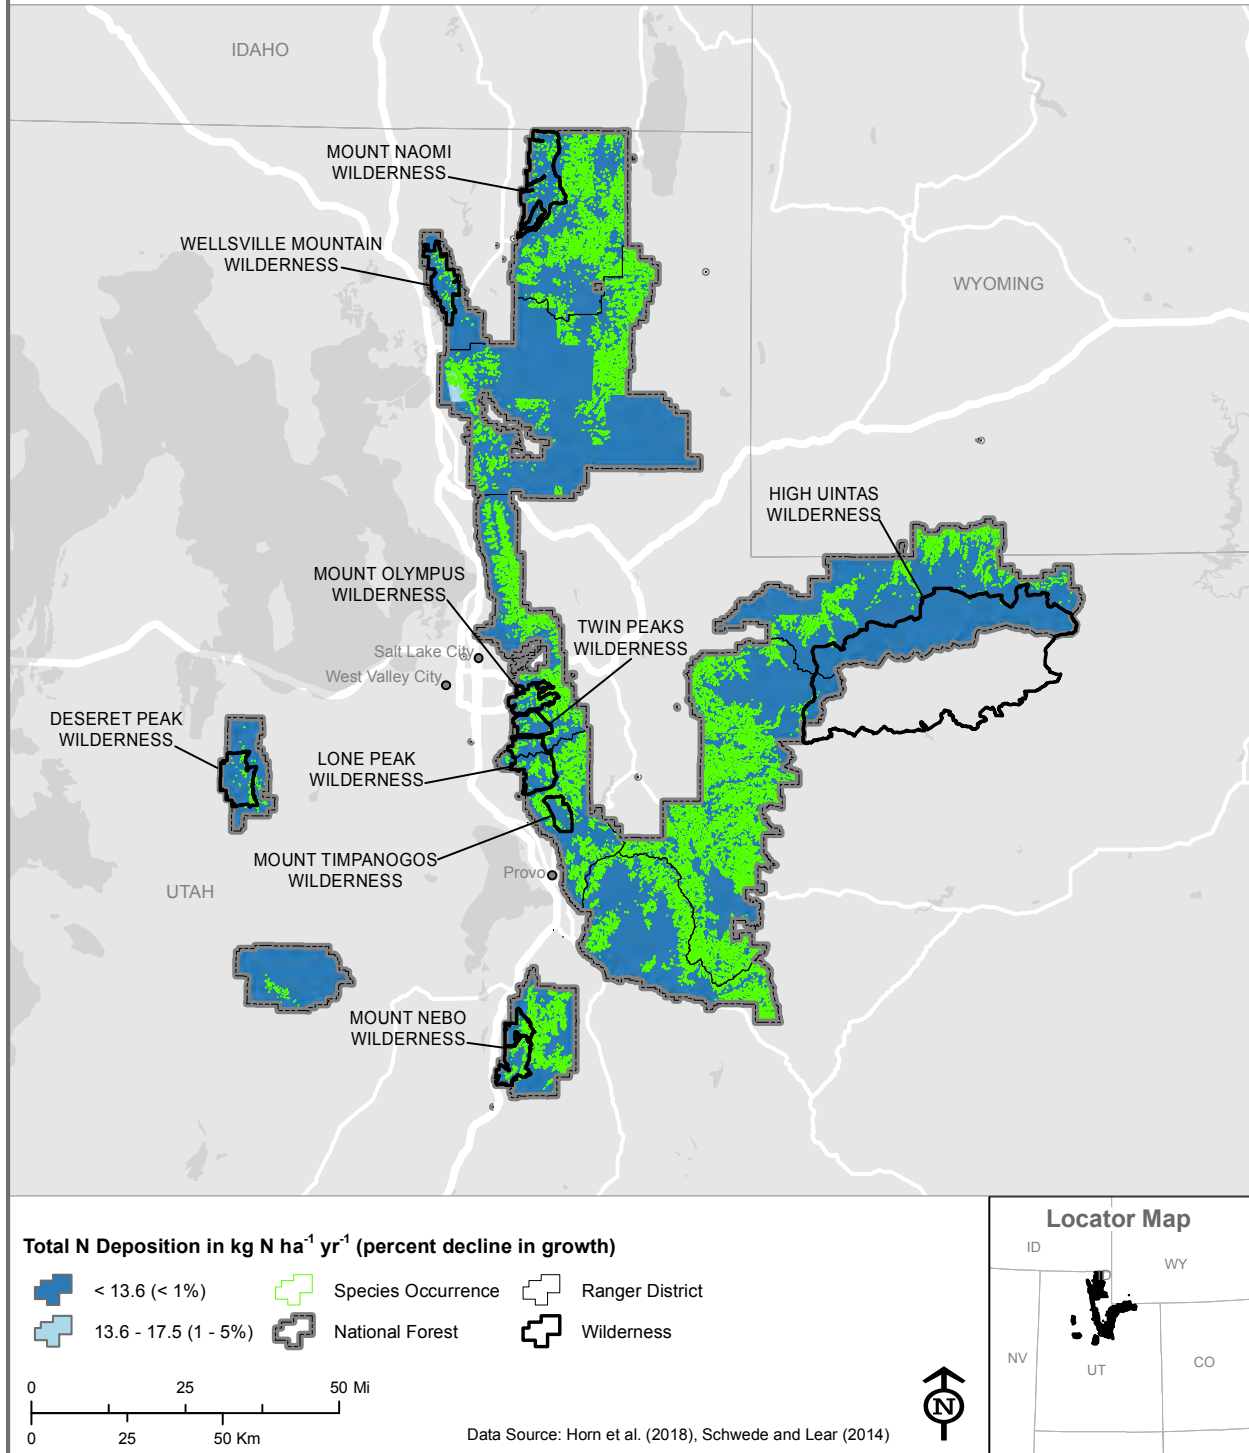 IDAHO
MOUNT NAOMI
WILDERNESS
WELLSVILLE MOUNTAIN
WILDERNESS
WYOMING
HIGH UINTAS
WILDERNESS
MOUNT OLYMPUS
WILDERNESS
TWIN PEAKS
WILDERNESS
Salt Lake City
West Valley City
DESERET PEAK
WILDERNESS
LONE PEAK
WILDERNESS
MOUNT TIMPANOGOS
WILDERNESS
Provo
UTAH
MOUNT NEBO
WILDERNESS
Total N Deposition in kg N ha⁻¹ yr⁻¹ (percent decline in growth)
< 13.6 (< 1%)
Species Occurrence
Ranger District
13.6 - 17.5 (1 - 5%)
National Forest
Wilderness
0 25 50 Mi
0 25 50 Km
N
Data Source: Horn et al. (2018), Schwede and Lear (2014)
Locator Map
ID
WY
NV
UT
CO